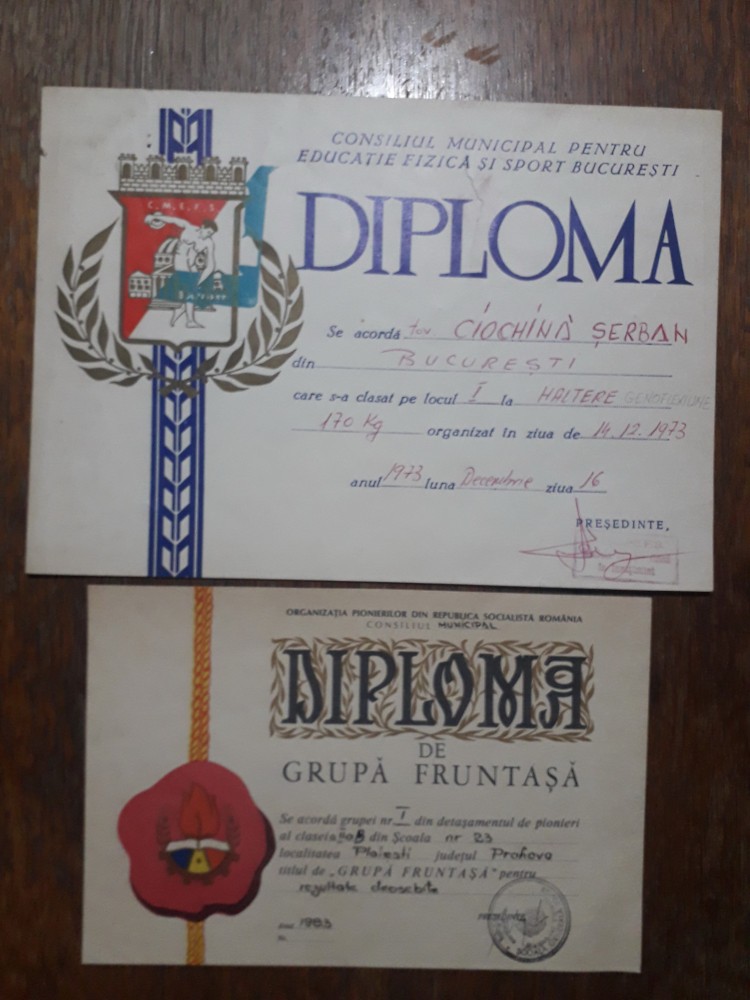 CONSILIUL MUNICIPAL PENTRU
EDUCATIE FIZICĂ ȘI SPORT BUCUREȘTI
C.M.E.F.S
DIPLOMA
Se acordă tov CIOCHINĂ ȘERBAN
din BUCUREȘTI
care s-a clasat pe locul I la HALTERE
170 Kg organizat în ziua de 14.12.1973
anul 1973 luna Decembrie ziua 16
PREȘEDINTE,
ORGANIZAȚIA PIONIERILOR DIN REPUBLICA SOCIALISTĂ ROMÂNIA
CONSILIUL MUNICIPAL
DIPLOMA
DE
GRUPĂ FRUNTAȘĂ
Se acordă grupei nr. I din detașamentul de pionieri
al clasei din Școala nr 23
localitatea Ploiesti județul Prahova
titlul de „GRUPĂ FRUNTAȘĂ" pentru
rezultate deosebite
1983
Nr.